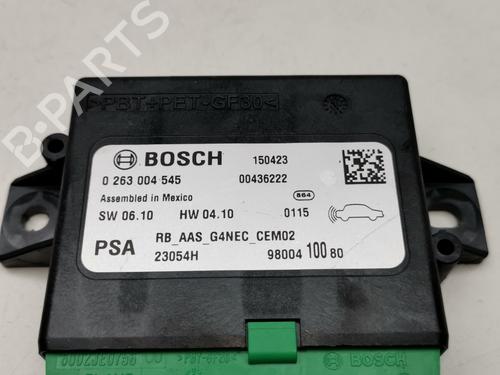 B-PARTS
>PBT+PET-GF30<
BOSCH 150423
0 263 004 545 00436222
Assembled in Mexico 864
SW 06.10 HW 04.10 0115
PSA RB_AAS_G4NEC_CEM02
23054H 98004 100 80
BOSCH